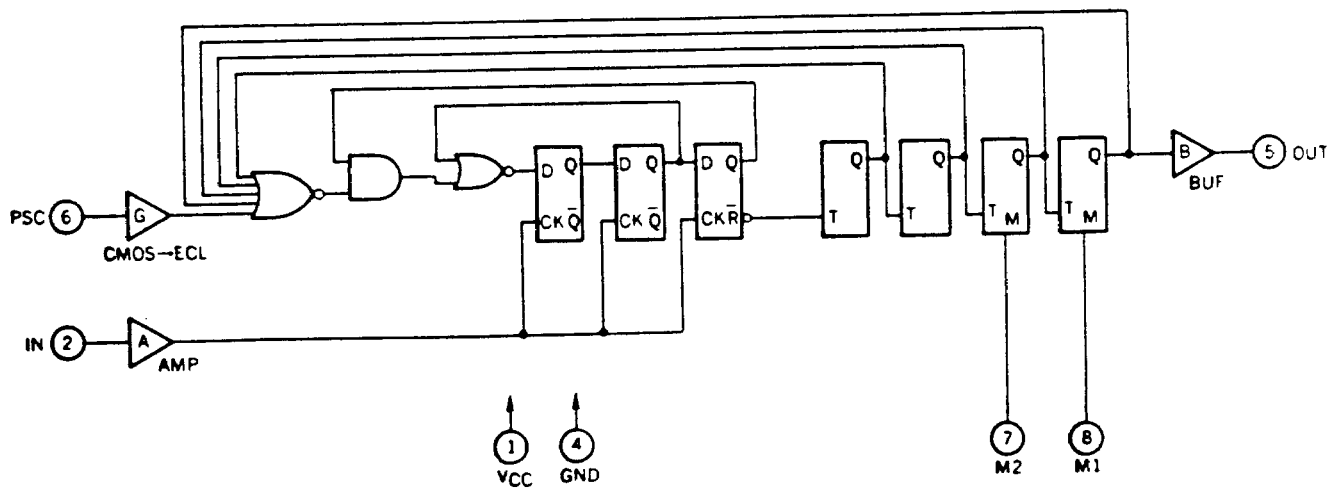 PSC 6
G
CMOS→ECL
IN 2
A
AMP
D Q
CK Q̅
D Q
CK Q̅
D Q
CK R̅
Q
T
Q
T
Q
T M
Q
T M
B
BUF
5 OUT
1
VCC
4
GND
7
M2
8
M1